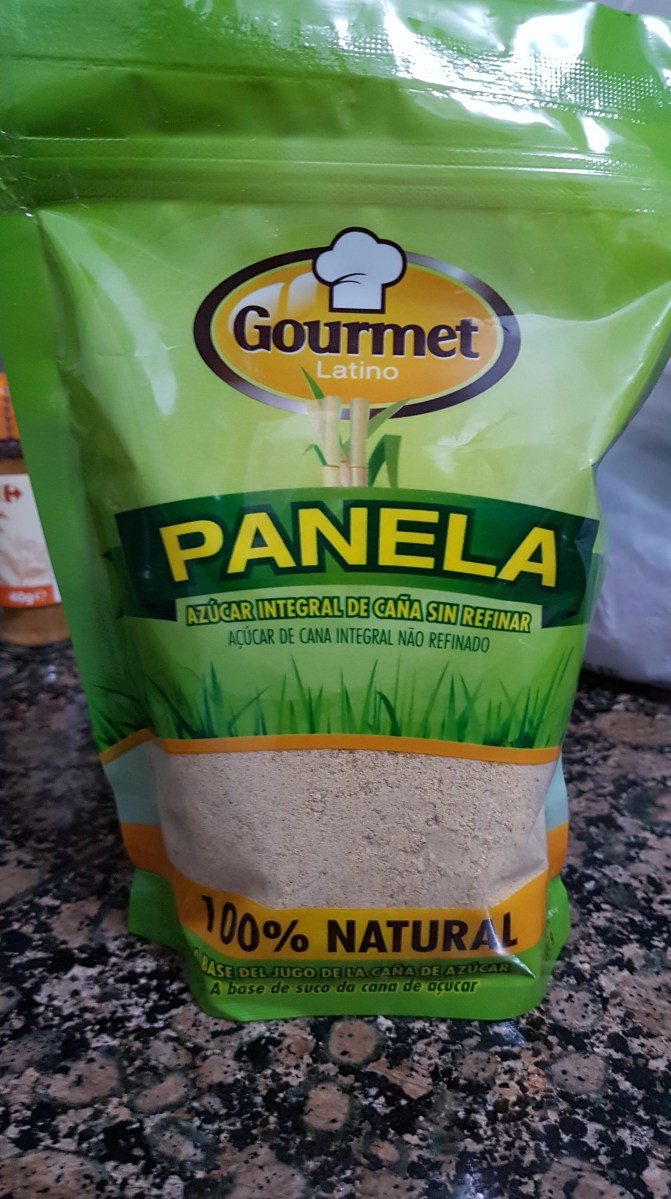 Gourmet
Latino
PANELA
AZÚCAR INTEGRAL DE CAÑA SIN REFINAR
AÇÚCAR DE CANA INTEGRAL NÃO REFINADO
100% NATURAL
BASE DEL JUGO DE LA CAÑA DE AZÚCAR
A base de suco da cana de açucar
40g e